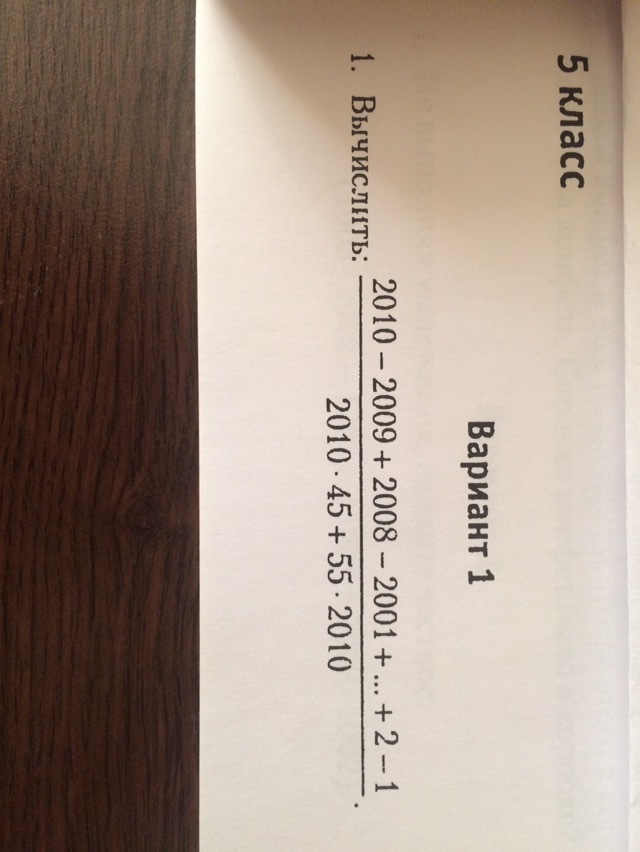 5 класс
Вариант 1
1. Вычислить:
2010 – 2009 + 2008 – 2001 + ... + 2 – 1
2010 · 45 + 55 · 2010 .